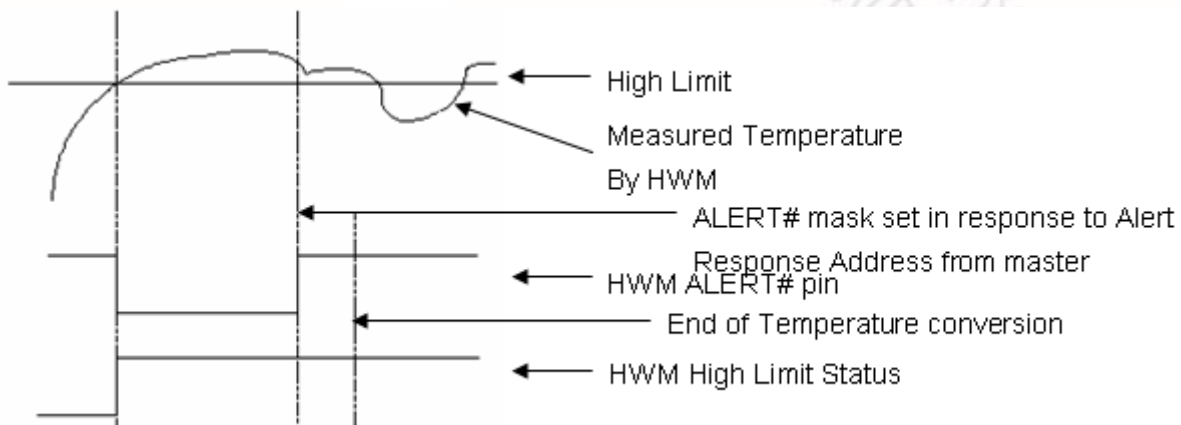 High Limit
Measured Temperature
By HWM
ALERT# mask set in response to Alert
Response Address from master
HWM ALERT# pin
End of Temperature conversion
HWM High Limit Status